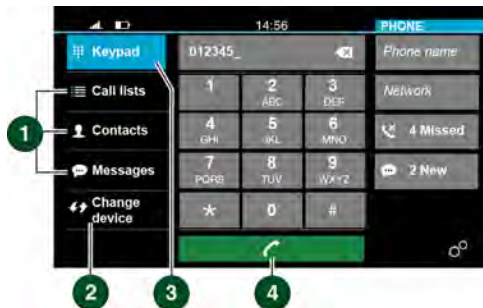 14:56
PHONE
Keypad
012345_
Phone name
Call lists
1
2
ABC
3
DEF
Network
1
Contacts
4
GHI
5
JKL
6
MNO
4 Missed
Messages
7
PQRS
8
TUV
9
WXYZ
2 New
Change
device
*
0
#
2
3
4